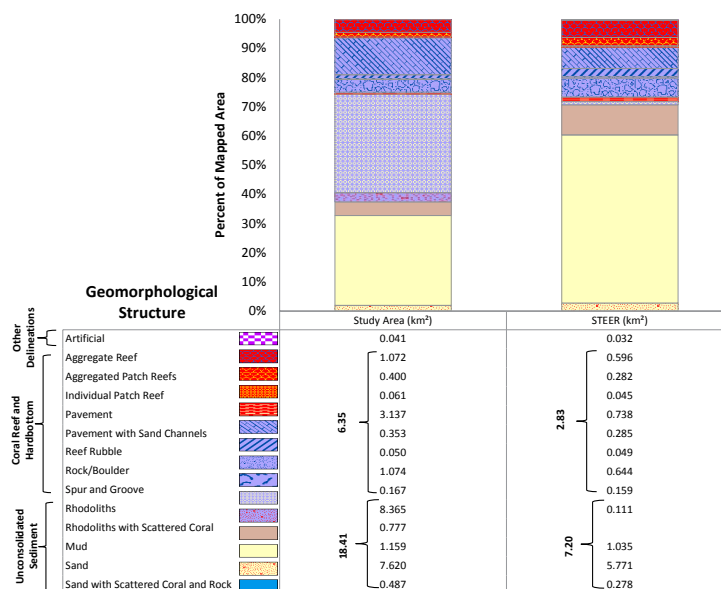 100%
90%
80%
70%
60%
50%
40%
30%
20%
10%
0%
Percent of Mapped Area
Geomorphological
Structure
Study Area (km²) STEER (km²)
Other
Delineations
Artificial 0.041 0.032
Coral Reef and
Hardbottom
6.35
2.83
Aggregate Reef 1.072 0.596
Aggregated Patch Reefs 0.400 0.282
Individual Patch Reef 0.061 0.045
Pavement 3.137 0.738
Pavement with Sand Channels 0.353 0.285
Reef Rubble 0.050 0.049
Rock/Boulder 1.074 0.644
Spur and Groove 0.167 0.159
Unconsolidated
Sediment
18.41
7.20
Rhodoliths 8.365 0.111
Rhodoliths with Scattered Coral 0.777
Mud 1.159 1.035
Sand 7.620 5.771
Sand with Scattered Coral and Rock 0.487 0.278